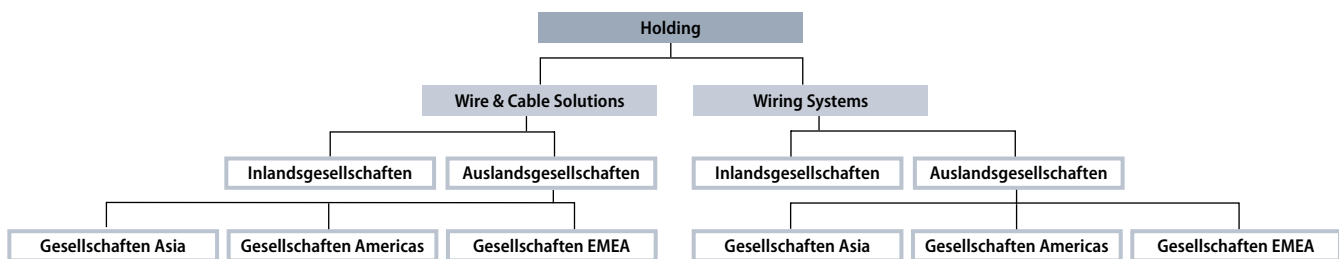 Holding
Wire & Cable Solutions
Wiring Systems
Inlandsgesellschaften
Auslandsgesellschaften
Inlandsgesellschaften
Auslandsgesellschaften
Gesellschaften Asia
Gesellschaften Americas
Gesellschaften EMEA
Gesellschaften Asia
Gesellschaften Americas
Gesellschaften EMEA